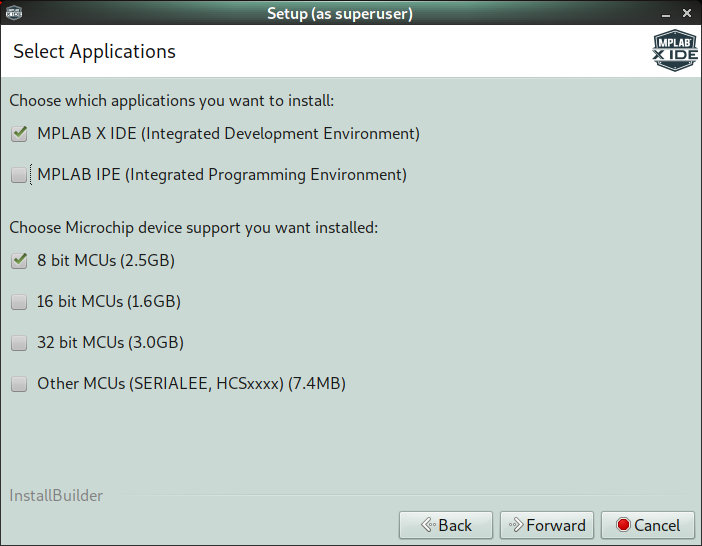 Setup (as superuser)
Select Applications
MPLAB
X IDE
Choose which applications you want to install:
MPLAB X IDE (Integrated Development Environment)
MPLAB IPE (Integrated Programming Environment)
Choose Microchip device support you want installed:
8 bit MCUs (2.5GB)
16 bit MCUs (1.6GB)
32 bit MCUs (3.0GB)
Other MCUs (SERIALEE, HCSxxxx) (7.4MB)
InstallBuilder
Back Forward Cancel